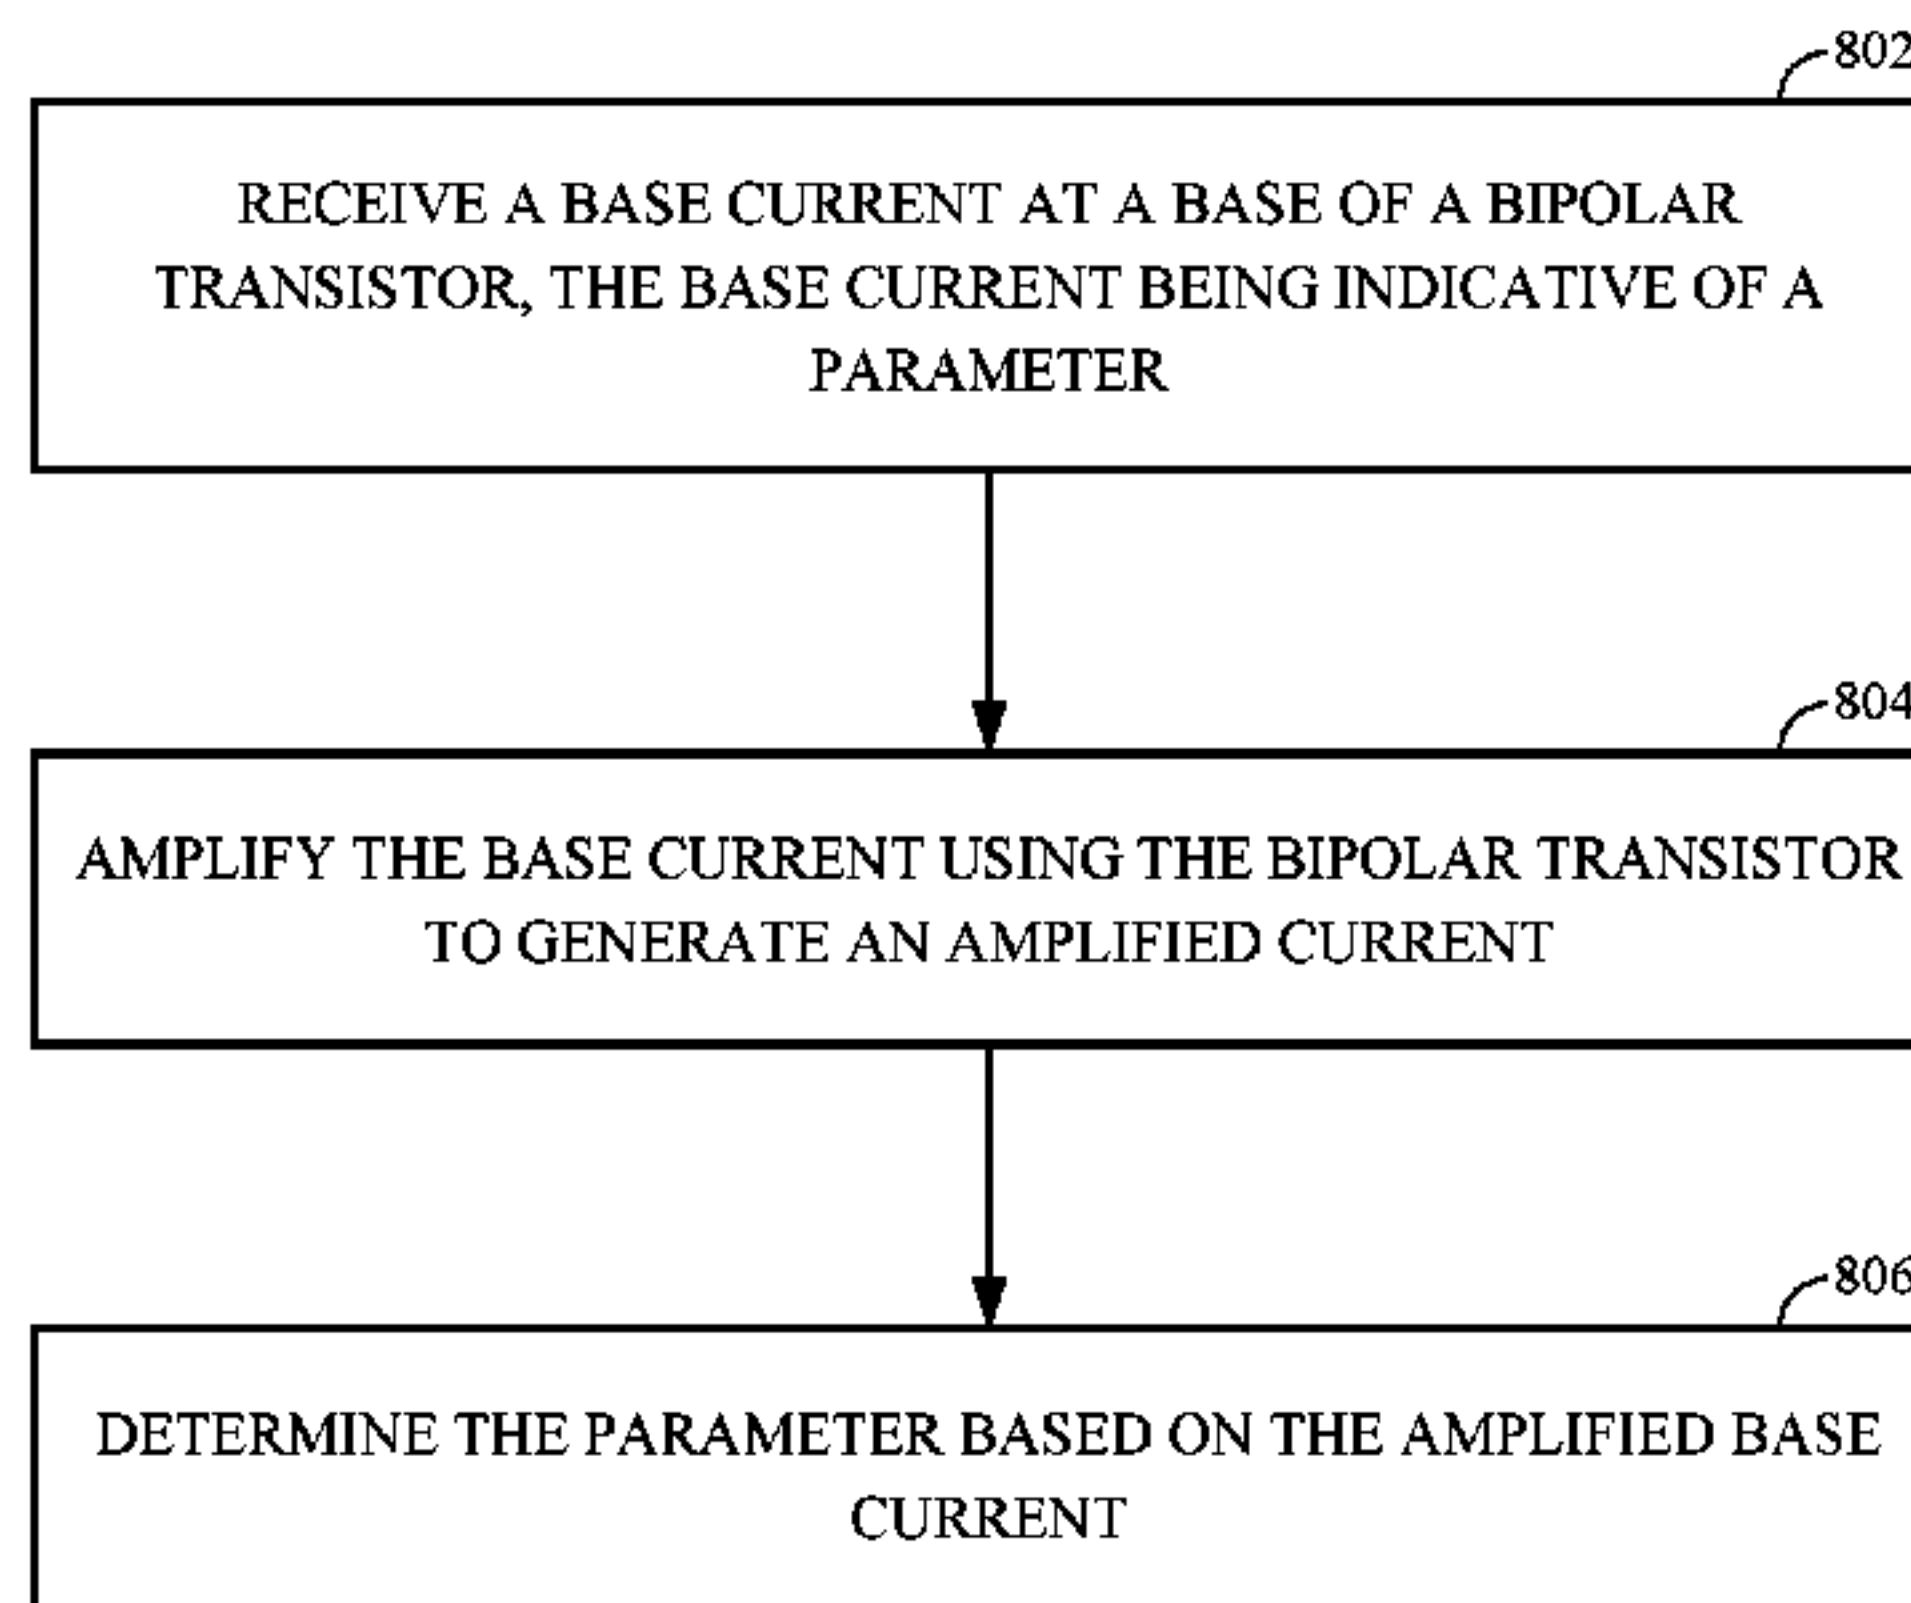 802
RECEIVE A BASE CURRENT AT A BASE OF A BIPOLAR
TRANSISTOR, THE BASE CURRENT BEING INDICATIVE OF A
PARAMETER
804
AMPLIFY THE BASE CURRENT USING THE BIPOLAR TRANSISTOR
TO GENERATE AN AMPLIFIED CURRENT
806
DETERMINE THE PARAMETER BASED ON THE AMPLIFIED BASE
CURRENT